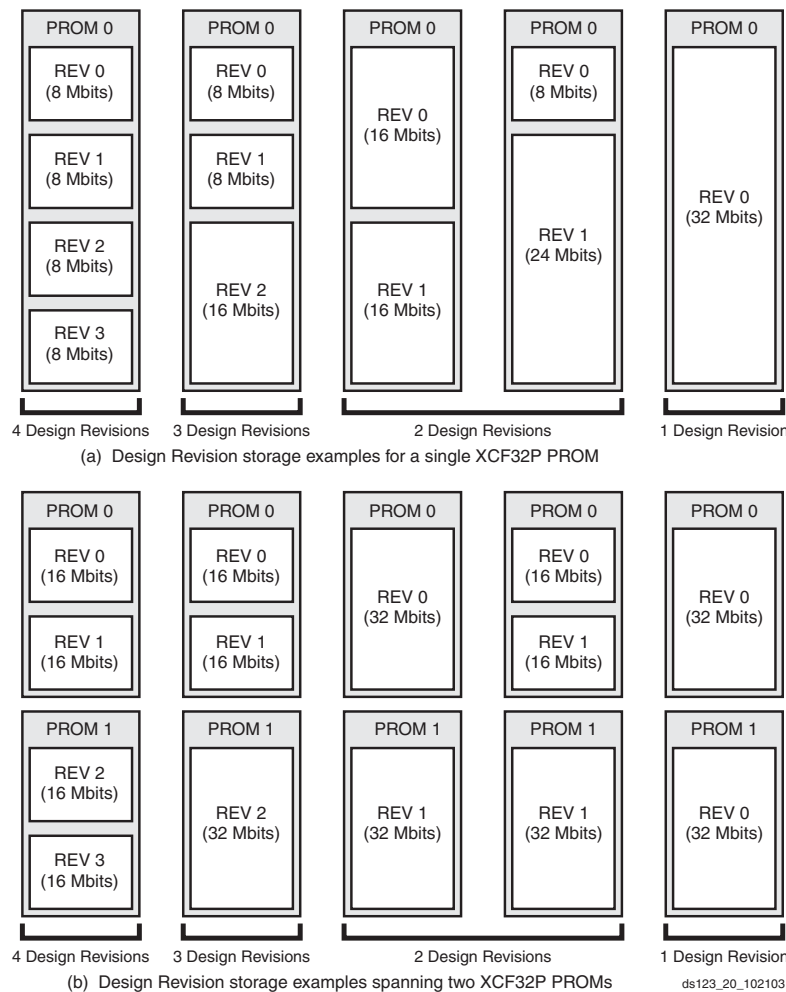 PROM 0
REV 0
(8 Mbits)
REV 1
(8 Mbits)
REV 2
(8 Mbits)
REV 3
(8 Mbits)
PROM 0
REV 0
(8 Mbits)
REV 1
(8 Mbits)
REV 2
(16 Mbits)
PROM 0
REV 0
(16 Mbits)
REV 1
(16 Mbits)
PROM 0
REV 0
(8 Mbits)
REV 1
(24 Mbits)
PROM 0
REV 0
(32 Mbits)
4 Design Revisions
3 Design Revisions
2 Design Revisions
1 Design Revision
(a) Design Revision storage examples for a single XCF32P PROM
PROM 0
REV 0
(16 Mbits)
REV 1
(16 Mbits)
PROM 0
REV 0
(16 Mbits)
REV 1
(16 Mbits)
PROM 0
REV 0
(32 Mbits)
PROM 0
REV 0
(16 Mbits)
REV 1
(16 Mbits)
PROM 0
REV 0
(32 Mbits)
PROM 1
REV 2
(16 Mbits)
REV 3
(16 Mbits)
PROM 1
REV 2
(32 Mbits)
PROM 1
REV 1
(32 Mbits)
PROM 1
REV 1
(32 Mbits)
PROM 1
REV 0
(32 Mbits)
4 Design Revisions
3 Design Revisions
2 Design Revisions
1 Design Revision
(b) Design Revision storage examples spanning two XCF32P PROMs
ds123_20_102103